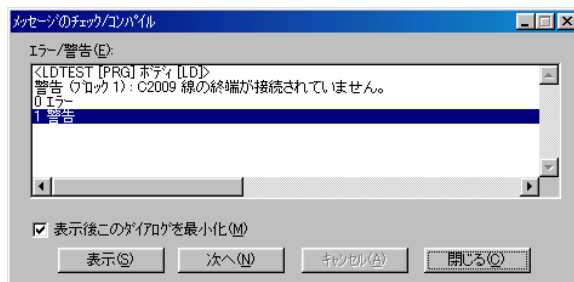 メッセージのチェック/コンパイル
エラー/警告(E):
<LDTEST [PRG] ボディ [LD]>
警告 (ブロック 1) : C2009 線の終端が接続されていません。
0 エラー
1 警告
表示後このダイアログを最小化(M)
表示(S) 次へ(N) キャンセル(A) 閉じる(C)